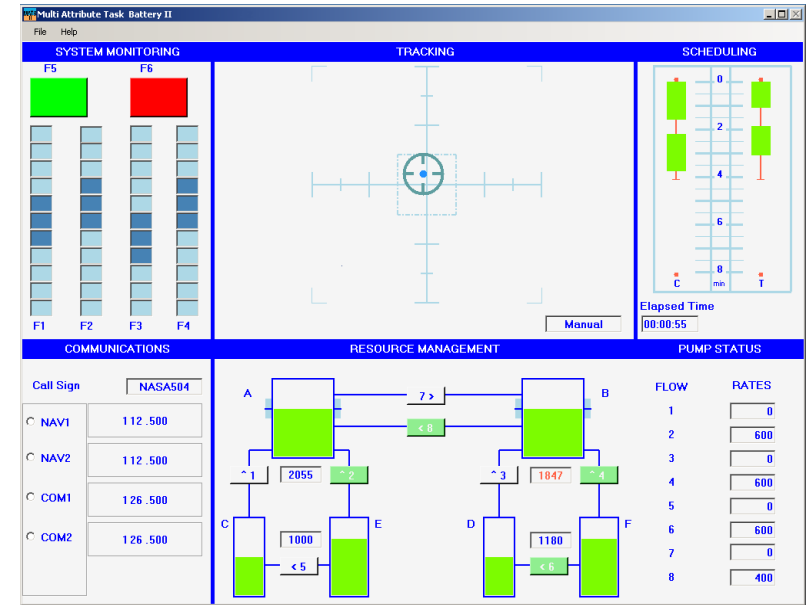 Multi Attribute Task Battery II
File Help
SYSTEM MONITORING
F5 F6
F1 F2 F3 F4
TRACKING
Manual
SCHEDULING
0
2
4
6
8
C min T
Elapsed Time
00:00:55
COMMUNICATIONS
Call Sign NASA504
NAV1 112.500
NAV2 112.500
COM1 126.500
COM2 126.500
RESOURCE MANAGEMENT
A 7 > B
< 8
^ 1 2055 ^ 2 ^ 3 1847 ^ 4
C E D F
1000 1180
< 5 < 6
PUMP STATUS
FLOW RATES
1 0
2 600
3 0
4 600
5 0
6 600
7 0
8 400